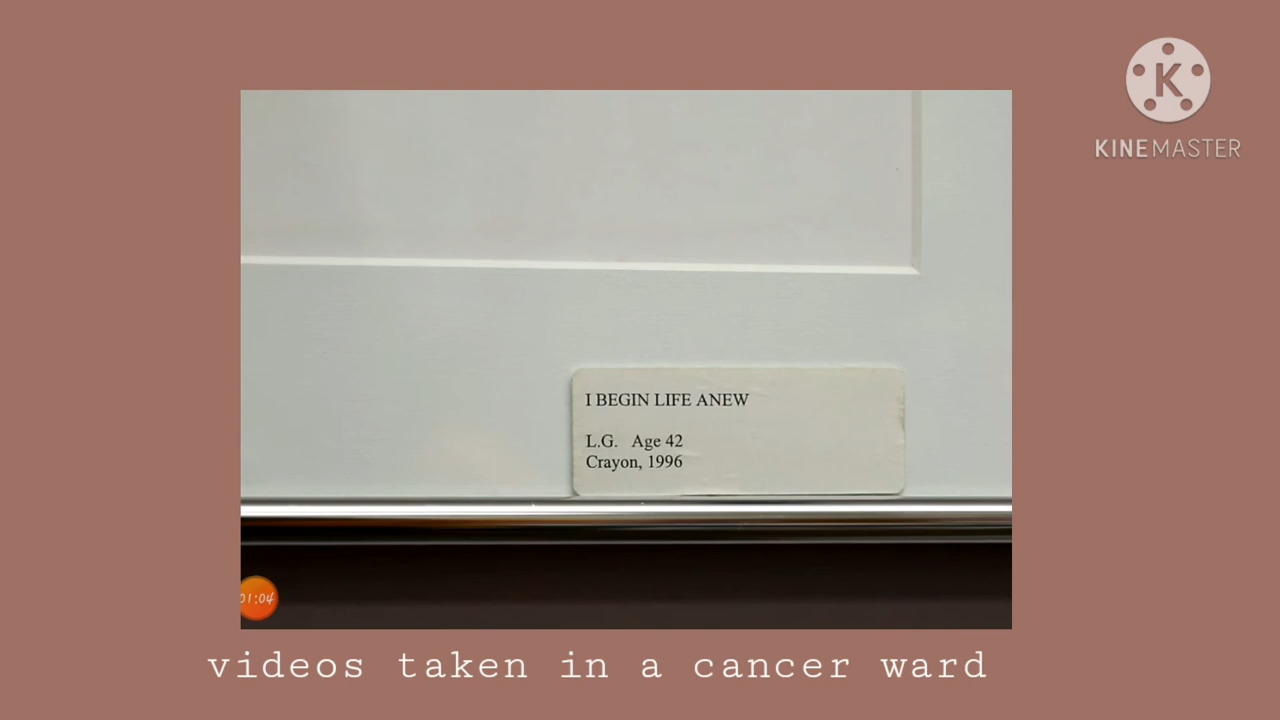 K
KINEMASTER
I BEGIN LIFE ANEW
L.G. Age 42
Crayon, 1996
01:04
videos taken in a cancer ward